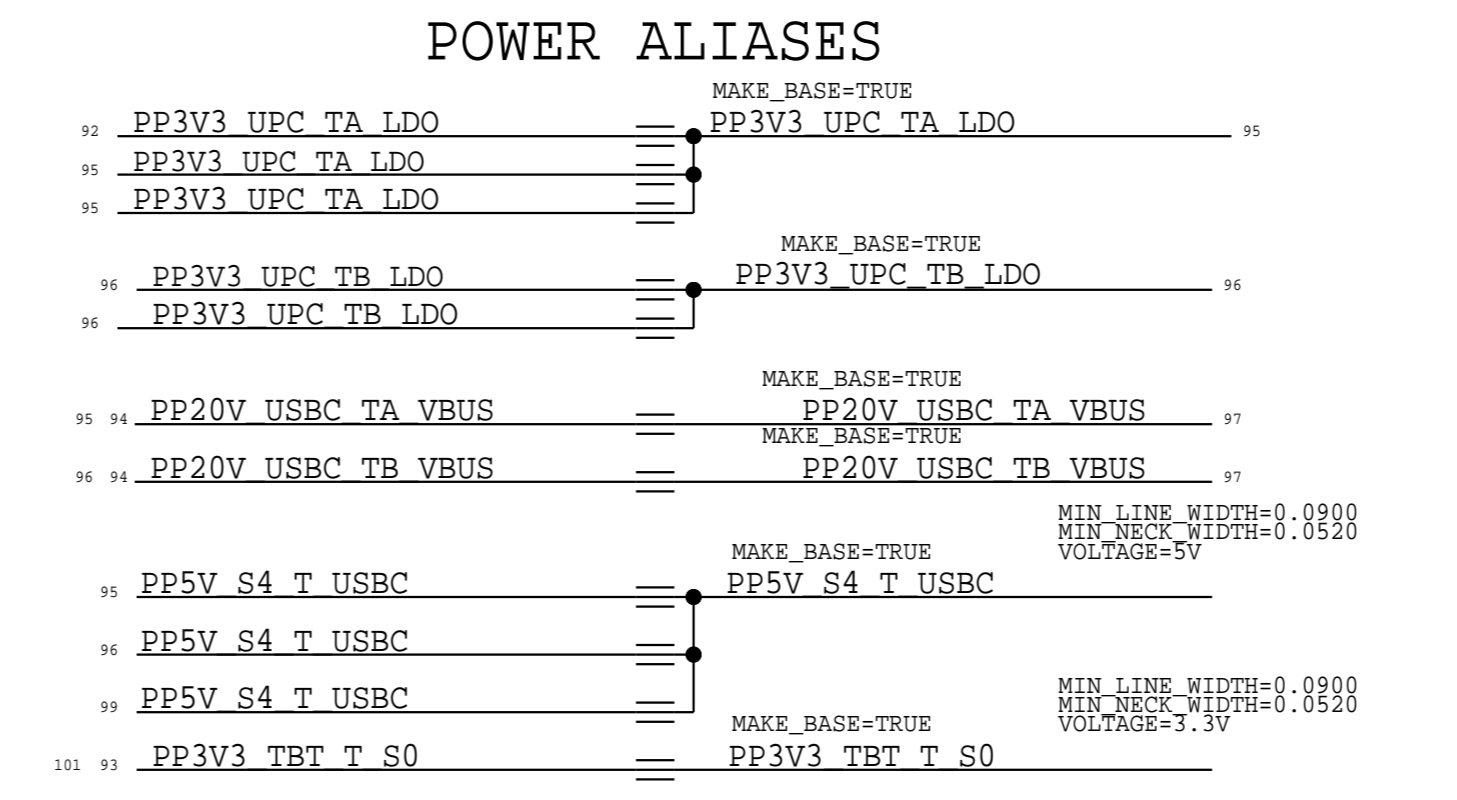 POWER ALIASES
MAKE_BASE=TRUE
92 PP3V3_UPC_TA_LDO PP3V3_UPC_TA_LDO 95
95 PP3V3_UPC_TA_LDO
95 PP3V3_UPC_TA_LDO
MAKE_BASE=TRUE
96 PP3V3_UPC_TB_LDO PP3V3_UPC_TB_LDO 96
96 PP3V3_UPC_TB_LDO
MAKE_BASE=TRUE
95 94 PP20V_USBC_TA_VBUS PP20V_USBC_TA_VBUS 97
MAKE_BASE=TRUE
96 94 PP20V_USBC_TB_VBUS PP20V_USBC_TB_VBUS 97
MIN_LINE_WIDTH=0.0900
MIN_NECK_WIDTH=0.0520
MAKE_BASE=TRUE VOLTAGE=5V
95 PP5V_S4_T_USBC PP5V_S4_T_USBC
96 PP5V_S4_T_USBC
MIN_LINE_WIDTH=0.0900
99 PP5V_S4_T_USBC MIN_NECK_WIDTH=0.0520
MAKE_BASE=TRUE VOLTAGE=3.3V
101 93 PP3V3_TBT_T_S0 PP3V3_TBT_T_S0